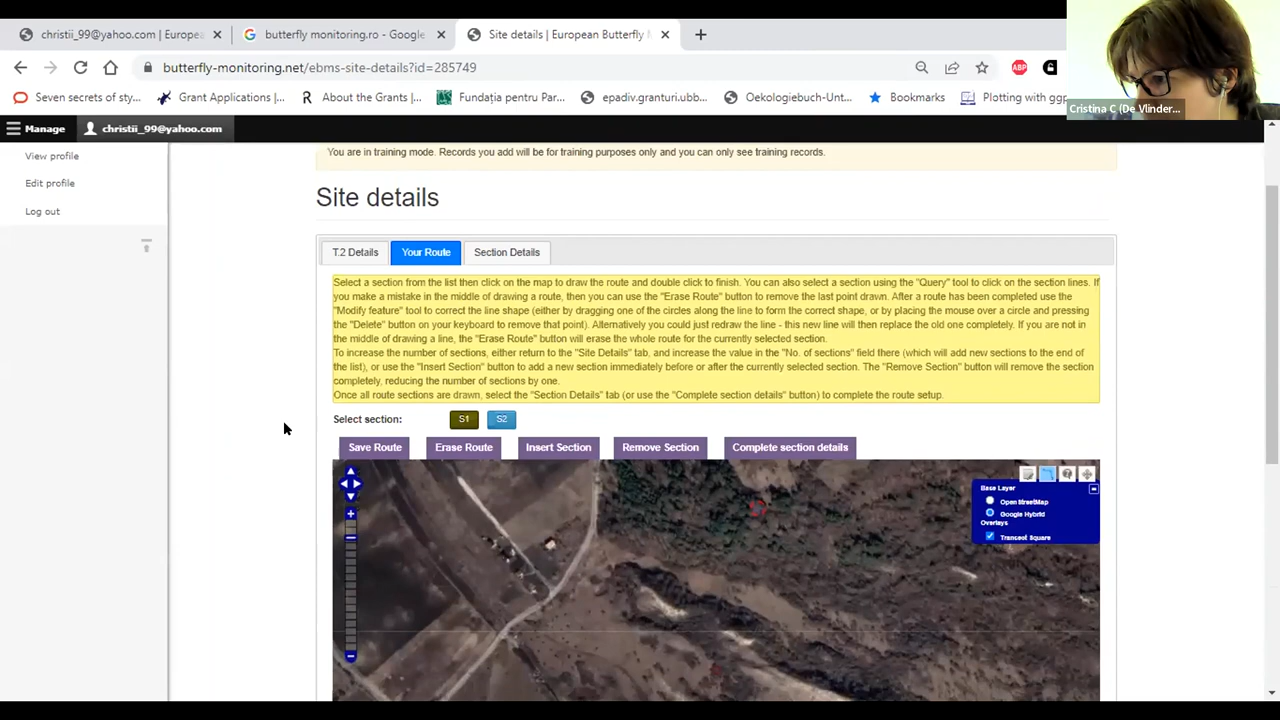 christii_99@yahoo.com | Europea
butterfly monitoring.ro - Google
Site details | European Butterfly M
butterfly-monitoring.net/ebms-site-details?id=285749
ABP
Seven secrets of sty...
Grant Applications |...
About the Grants |...
Fundația pentru Par...
epadiv.granturi.ubb...
Oekologiebuch-Unt...
Bookmarks
Plotting with ggp
Cristina C (De Vlinder...
Manage
christii_99@yahoo.com
View profile
Edit profile
Log out
You are in training mode. Records you add will be for training purposes only and you can only see training records.
Site details
T.2 Details
Your Route
Section Details
Select a section from the list then click on the map to draw the route and double click to finish. You can also select a section using the "Query" tool to click on the section lines. If
you make a mistake in the middle of drawing a route, then you can use the "Erase Route" button to remove the last point drawn. After a route has been completed use the
"Modify feature" tool to correct the line shape (either by dragging one of the circles along the line to form the correct shape, or by placing the mouse over a circle and pressing
the "Delete" button on your keyboard to remove that point). Alternatively you could just redraw the line - this new line will then replace the old one completely. If you are not in
the middle of drawing a line, the "Erase Route" button will erase the whole route for the currently selected section.
To increase the number of sections, either return to the "Site Details" tab, and increase the value in the "No. of sections" field there (which will add new sections to the end of
the list), or use the "Insert Section" button to add a new section immediately before or after the currently selected section. The "Remove Section" button will remove the section
completely, reducing the number of sections by one.
Once all route sections are drawn, select the "Section Details" tab (or use the "Complete section details" button) to complete the route setup.
Select section:
S1
S2
Save Route
Erase Route
Insert Section
Remove Section
Complete section details
Base Layer
OpenStreetMap
Google Hybrid
Overlays
Transect Square